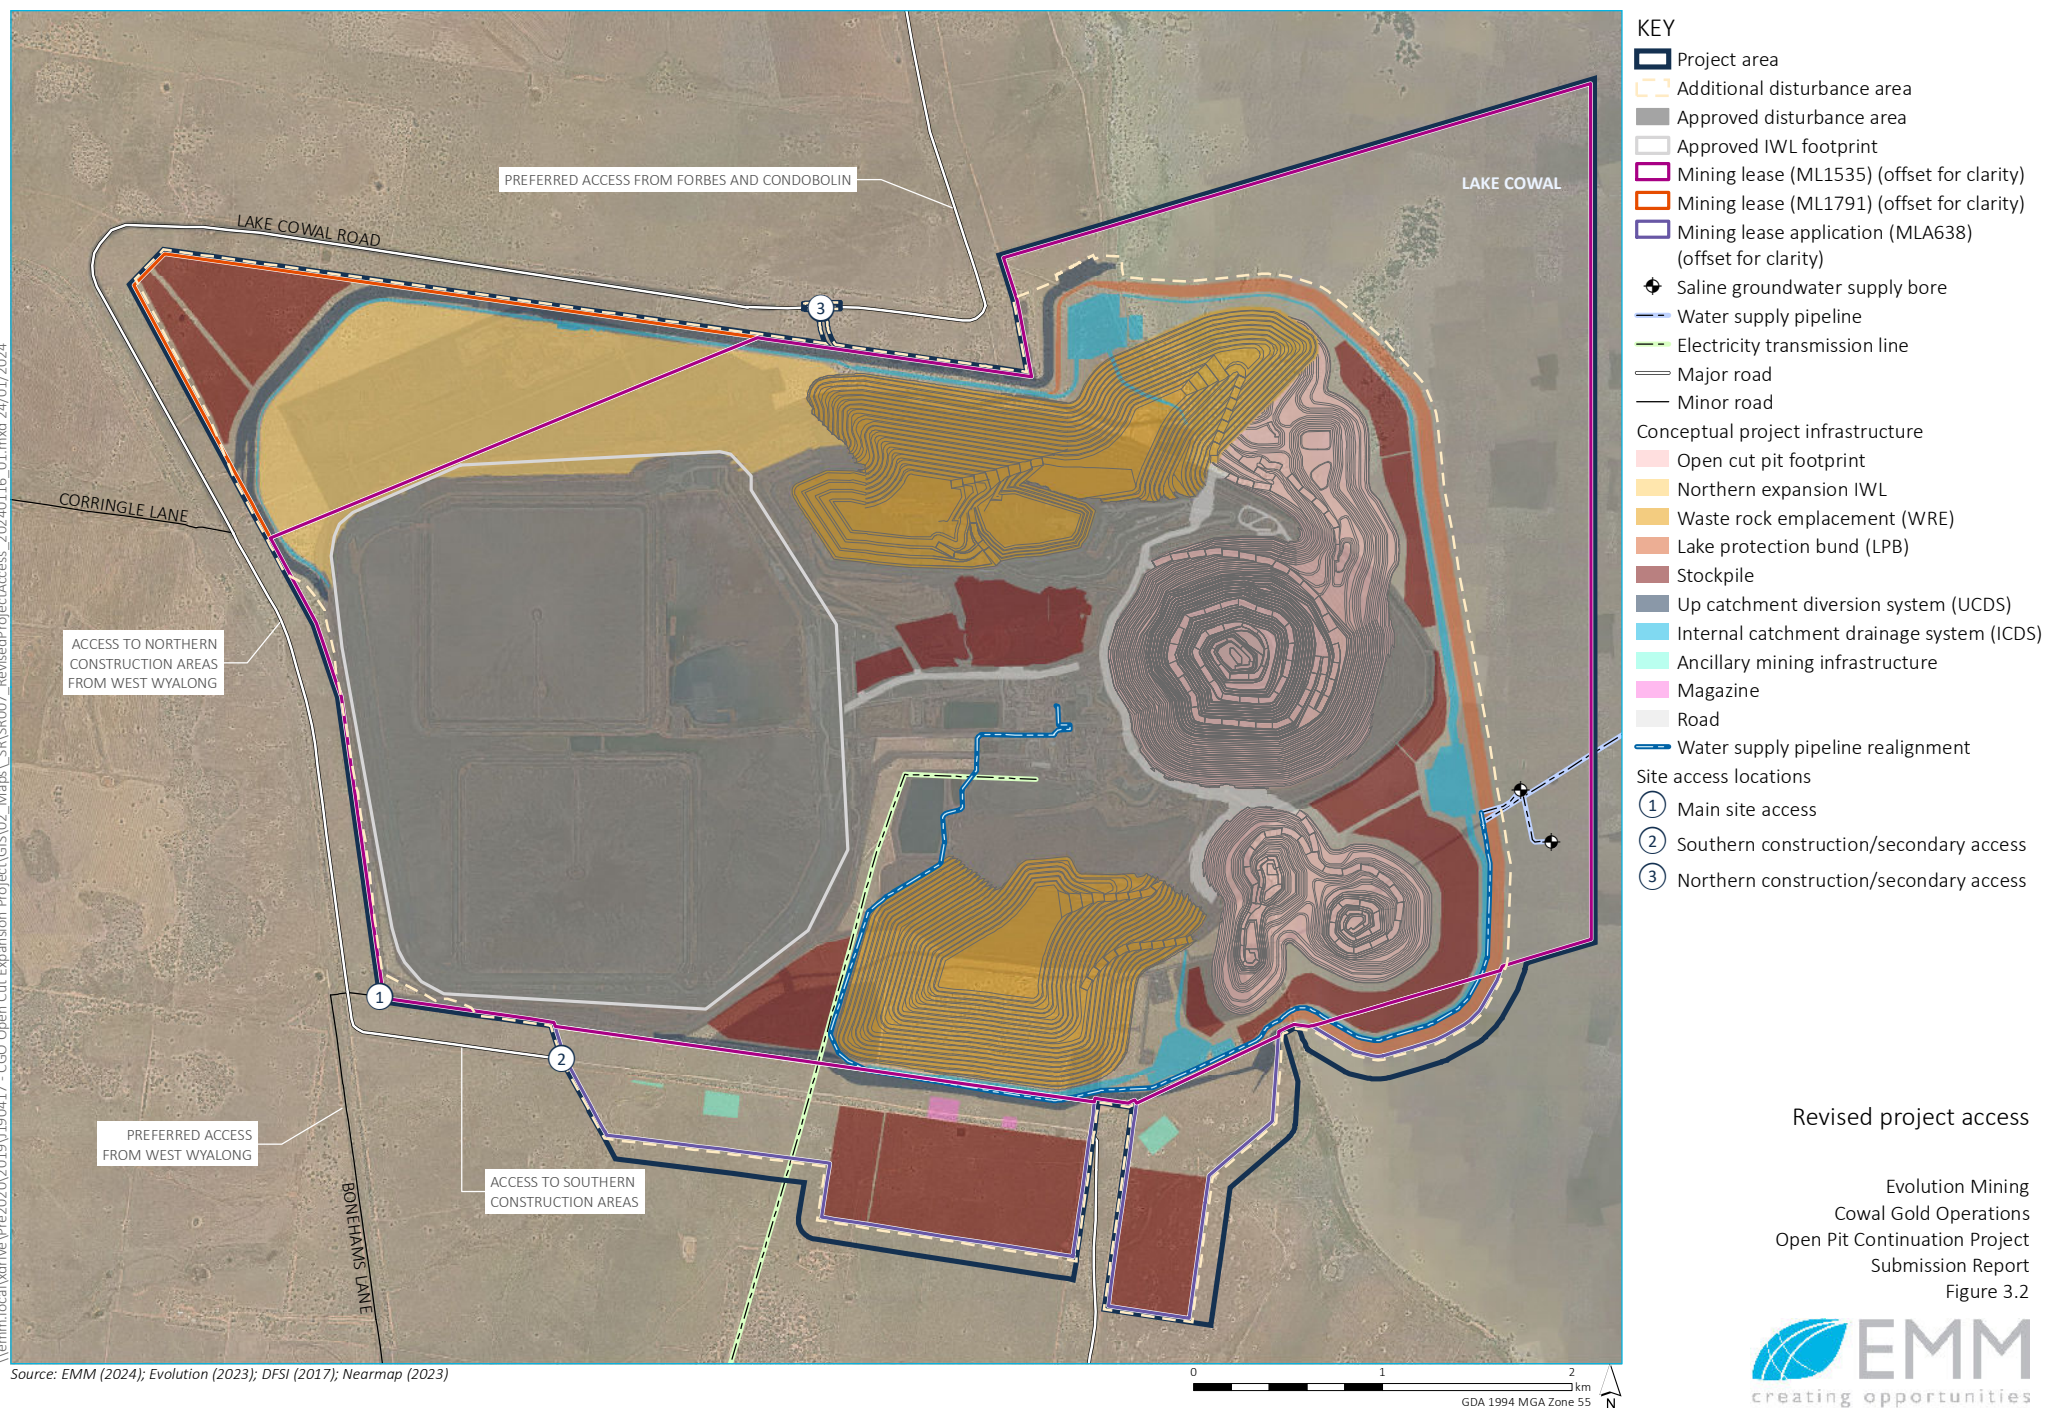 KEY
Project area
Additional disturbance area
Approved disturbance area
Approved IWL footprint
Mining lease (ML1535) (offset for clarity)
Mining lease (ML1791) (offset for clarity)
Mining lease application (MLA638)
(offset for clarity)
Saline groundwater supply bore
Water supply pipeline
Electricity transmission line
Major road
Minor road
Conceptual project infrastructure
Open cut pit footprint
Northern expansion IWL
Waste rock emplacement (WRE)
Lake protection bund (LPB)
Stockpile
Up catchment diversion system (UCDS)
Internal catchment drainage system (ICDS)
Ancillary mining infrastructure
Magazine
Road
Water supply pipeline realignment
Site access locations
1 Main site access
2 Southern construction/secondary access
3 Northern construction/secondary access
PREFERRED ACCESS FROM FORBES AND CONDOBOLIN
LAKE COWAL
LAKE COWAL ROAD
3
CORRINGLE LANE
ACCESS TO NORTHERN
CONSTRUCTION AREAS
FROM WEST WYALONG
1
2
PREFERRED ACCESS
FROM WEST WYALONG
ACCESS TO SOUTHERN
CONSTRUCTION AREAS
BONEHAMS LANE
Revised project access
Evolution Mining
Cowal Gold Operations
Open Pit Continuation Project
Submission Report
Figure 3.2
EMM
creating opportunities
Source: EMM (2024); Evolution (2023); DFSI (2017); Nearmap (2023)
0 1 2
km
GDA 1994 MGA Zone 55
N